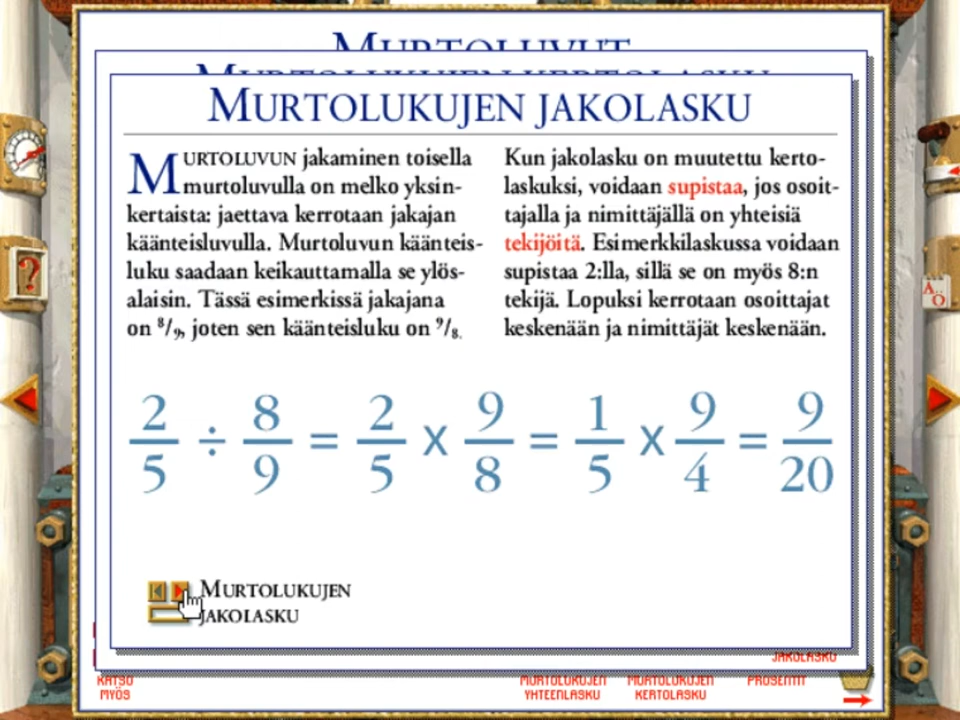 MURTOLUVUT
MURTOLUKUJEN KERTOLASKU
MURTOLUKUJEN JAKOLASKU
MURTOLUVUN jakaminen toisella
murtoluvulla on melko yksin-
kertaista: jaettava kerrotaan jakajan
käänteisluvulla. Murtoluvun käänteis-
luku saadaan keikauttamalla se ylös-
alaisin. Tässä esimerkissä jakajana
on 8/9, joten sen käänteisluku on 9/8.
Kun jakolasku on muutettu kerto-
laskuksi, voidaan supistaa, jos osoit-
tajalla ja nimittäjällä on yhteisiä
tekijöitä. Esimerkkilaskussa voidaan
supistaa 2:lla, sillä se on myös 8:n
tekijä. Lopuksi kerrotaan osoittajat
keskenään ja nimittäjät keskenään.
2/5 ÷ 8/9 = 2/5 x 9/8 = 1/5 x 9/4 = 9/20
MURTOLUKUJEN
JAKOLASKU
JAKOLASKU
KATSO
MYÖS
MURTOLUKUJEN
YHTEENLASKU
MURTOLUKUJEN
KERTOLASKU
PROSENTIT
?
A...
O